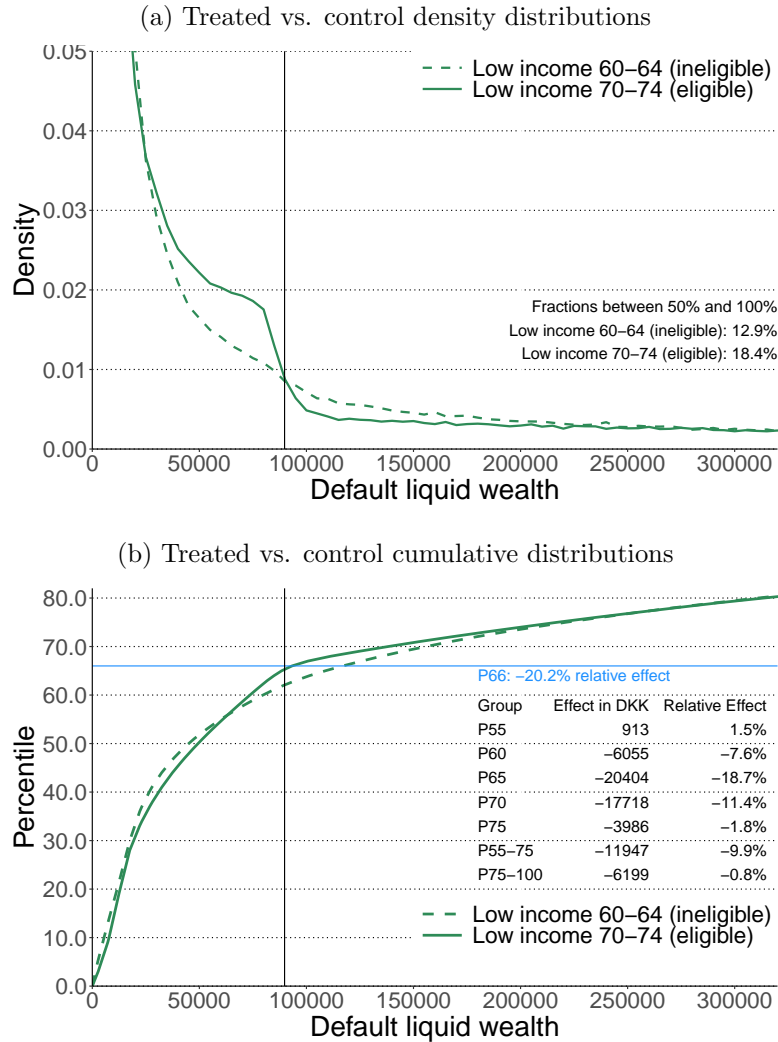 (a) Treated vs. control density distributions
0.05
0.04
0.03
0.02
0.01
0.00
Density
Low income 60−64 (ineligible)
Low income 70−74 (eligible)
Fractions between 50% and 100%
Low income 60−64 (ineligible): 12.9%
Low income 70−74 (eligible): 18.4%
0 50000 100000 150000 200000 250000 300000
Default liquid wealth
(b) Treated vs. control cumulative distributions
80.0
70.0
60.0
50.0
40.0
30.0
20.0
10.0
0.0
Percentile
P66: −20.2% relative effect
Group Effect in DKK Relative Effect
P55 913 1.5%
P60 −6055 −7.6%
P65 −20404 −18.7%
P70 −17718 −11.4%
P75 −3986 −1.8%
P55−75 −11947 −9.9%
P75−100 −6199 −0.8%
Low income 60−64 (ineligible)
Low income 70−74 (eligible)
0 50000 100000 150000 200000 250000 300000
Default liquid wealth